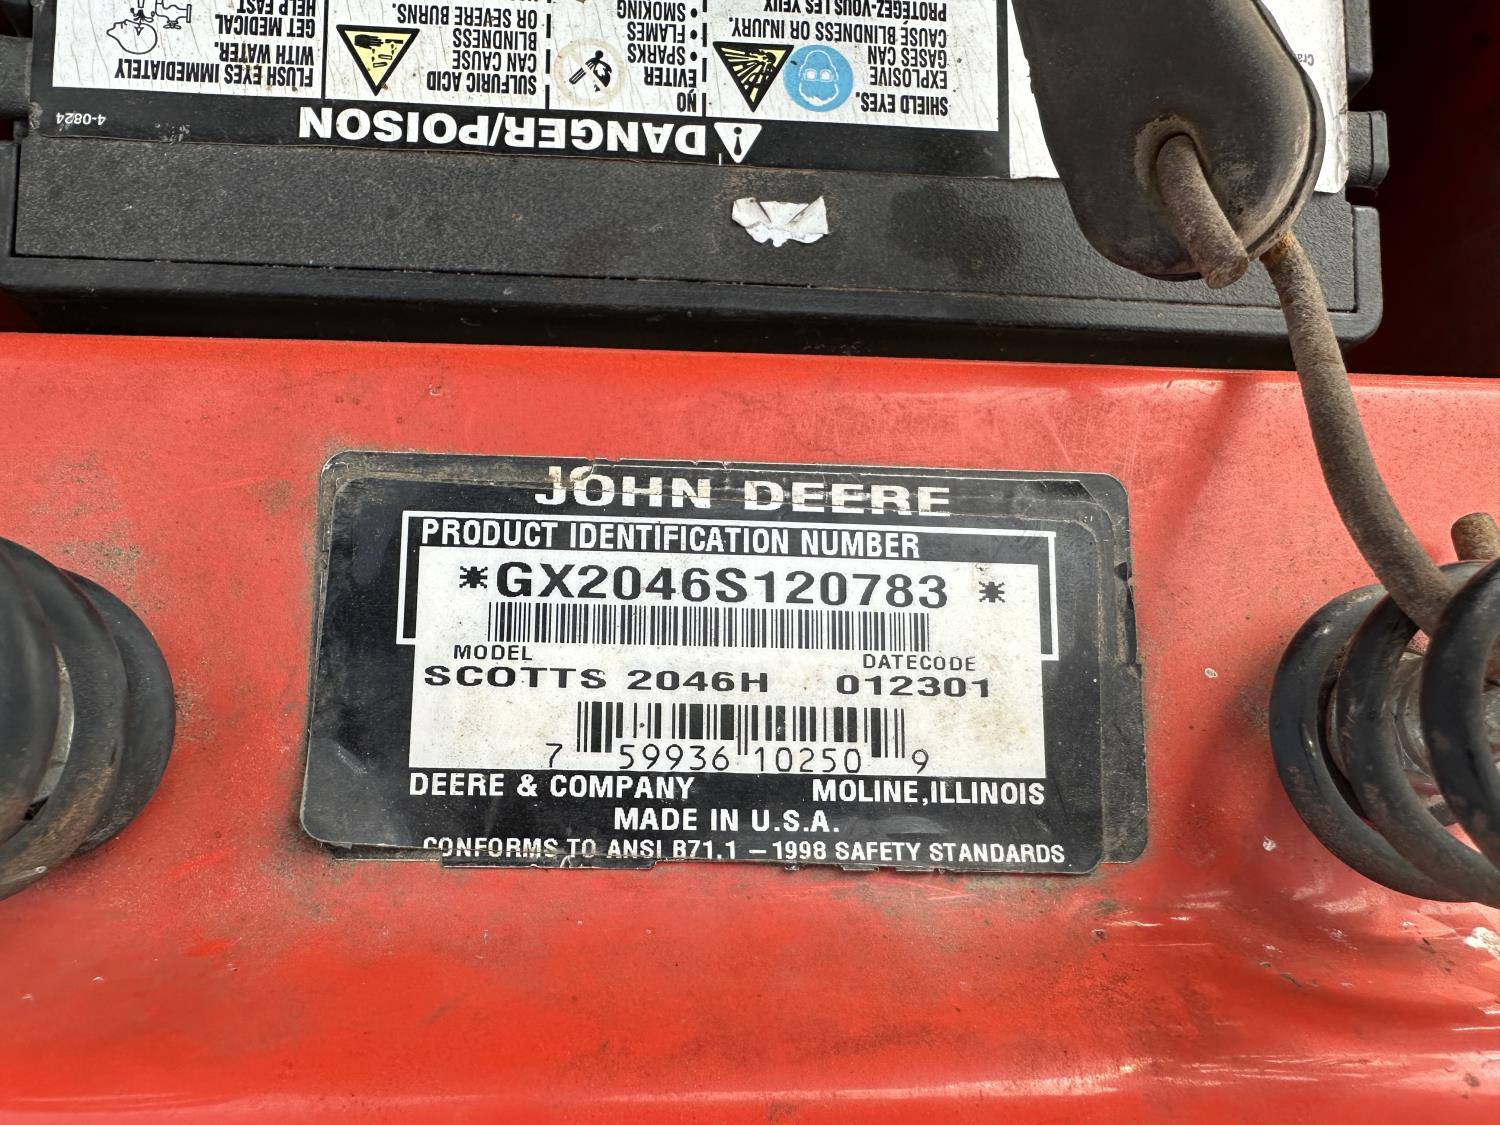 4-0824
DANGER/POISON
SHIELD EYES.
EXPLOSIVE
GASES CAN
CAUSE BLINDNESS
OR INJURY.
PROTÉGEZ-VOUS LES YEUX
NO
ÉVITER
• SPARKS
• FLAMES
• SMOKING
SULFURIC ACID
CAN CAUSE
BLINDNESS
OR SEVERE BURNS.
FLUSH EYES IMMEDIATELY
WITH WATER.
GET MEDICAL
HELP FAST
JOHN DEERE
PRODUCT IDENTIFICATION NUMBER
*GX2046S120783 *
MODEL DATECODE
SCOTTS 2046H 012301
7 59936 10250 9
DEERE & COMPANY MOLINE, ILLINOIS
MADE IN U.S.A.
CONFORMS TO ANSI B71.1 – 1998 SAFETY STANDARDS